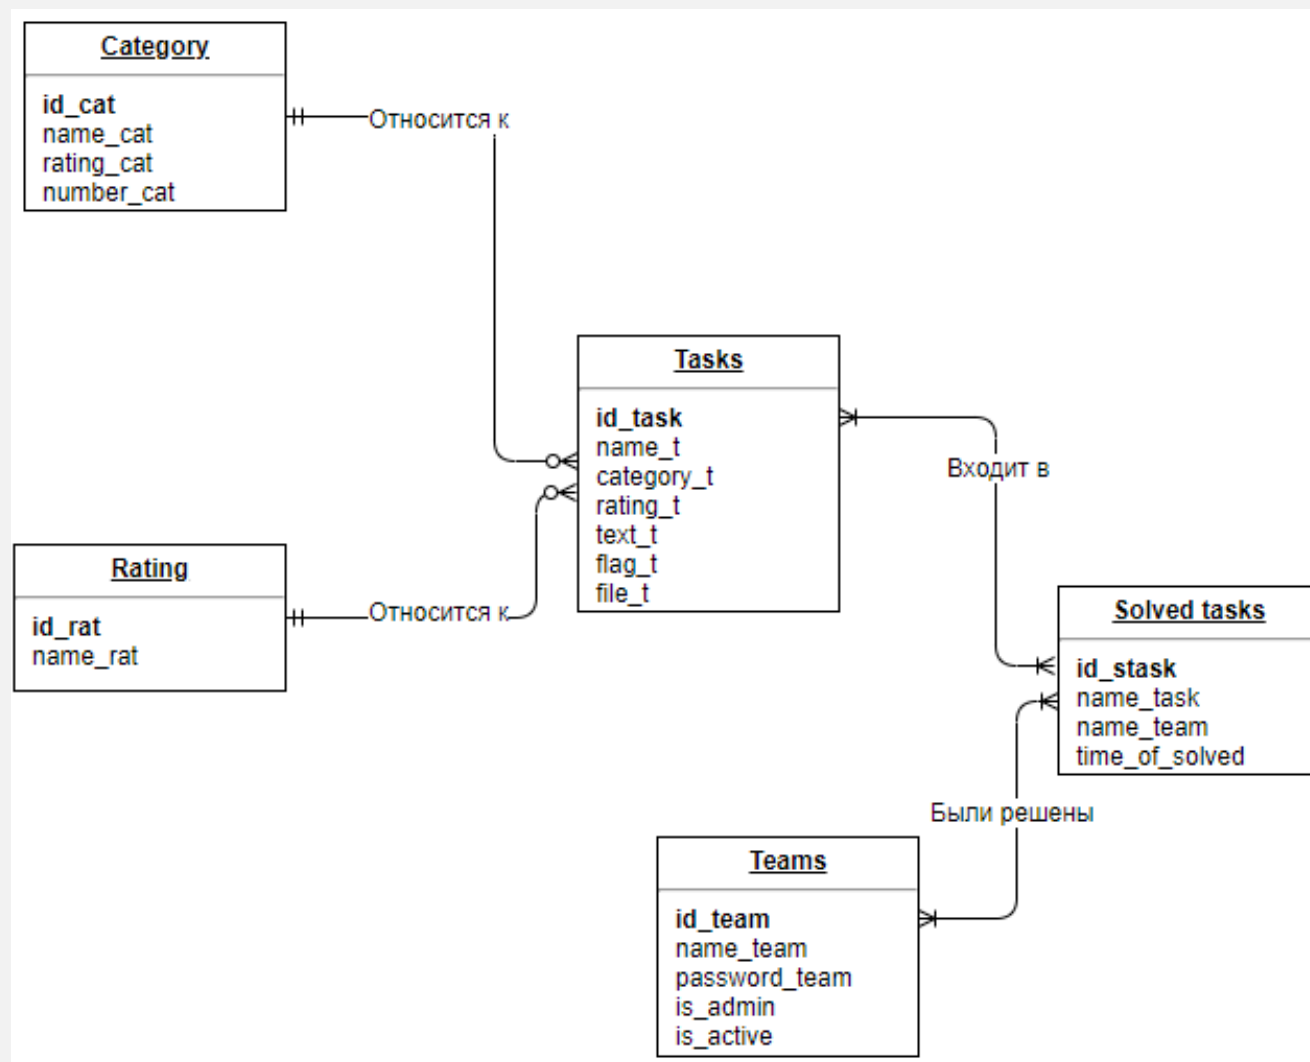 Category
id_cat
name_cat
rating_cat
number_cat
Относится к
Tasks
id_task
name_t
category_t
rating_t
text_t
flag_t
file_t
Входит в
Rating
id_rat
name_rat
Относится к
Solved tasks
id_stask
name_task
name_team
time_of_solved
Были решены
Teams
id_team
name_team
password_team
is_admin
is_active